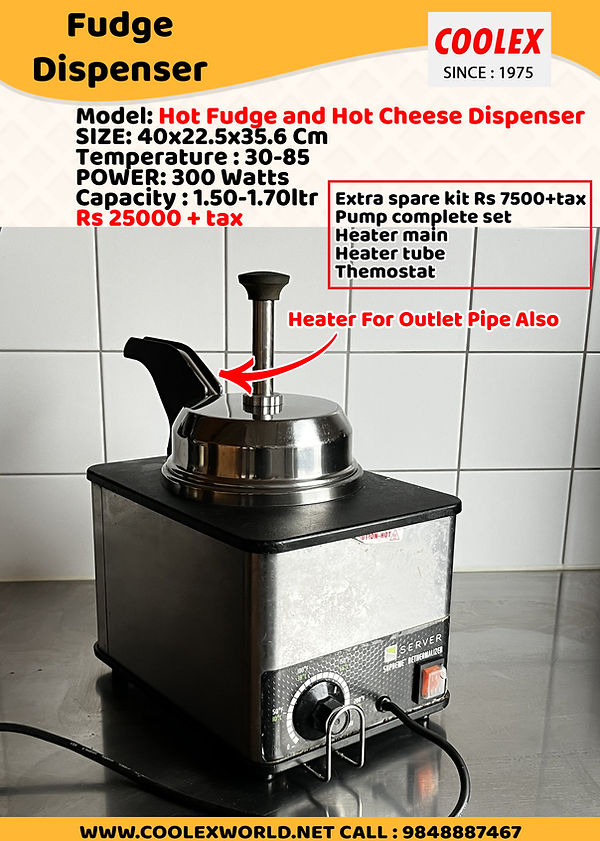 Fudge
Dispenser
COOLEX
SINCE : 1975
Model: Hot Fudge and Hot Cheese Dispenser
SIZE: 40x22.5x35.6 Cm
Temperature : 30-85
POWER: 300 Watts
Capacity : 1.50-1.70ltr
Rs 25000 + tax
Extra spare kit Rs 7500+tax
Pump complete set
Heater main
Heater tube
Themostat
Heater For Outlet Pipe Also
SERVER
SUPREME
WWW.COOLEXWORLD.NET CALL : 9848887467